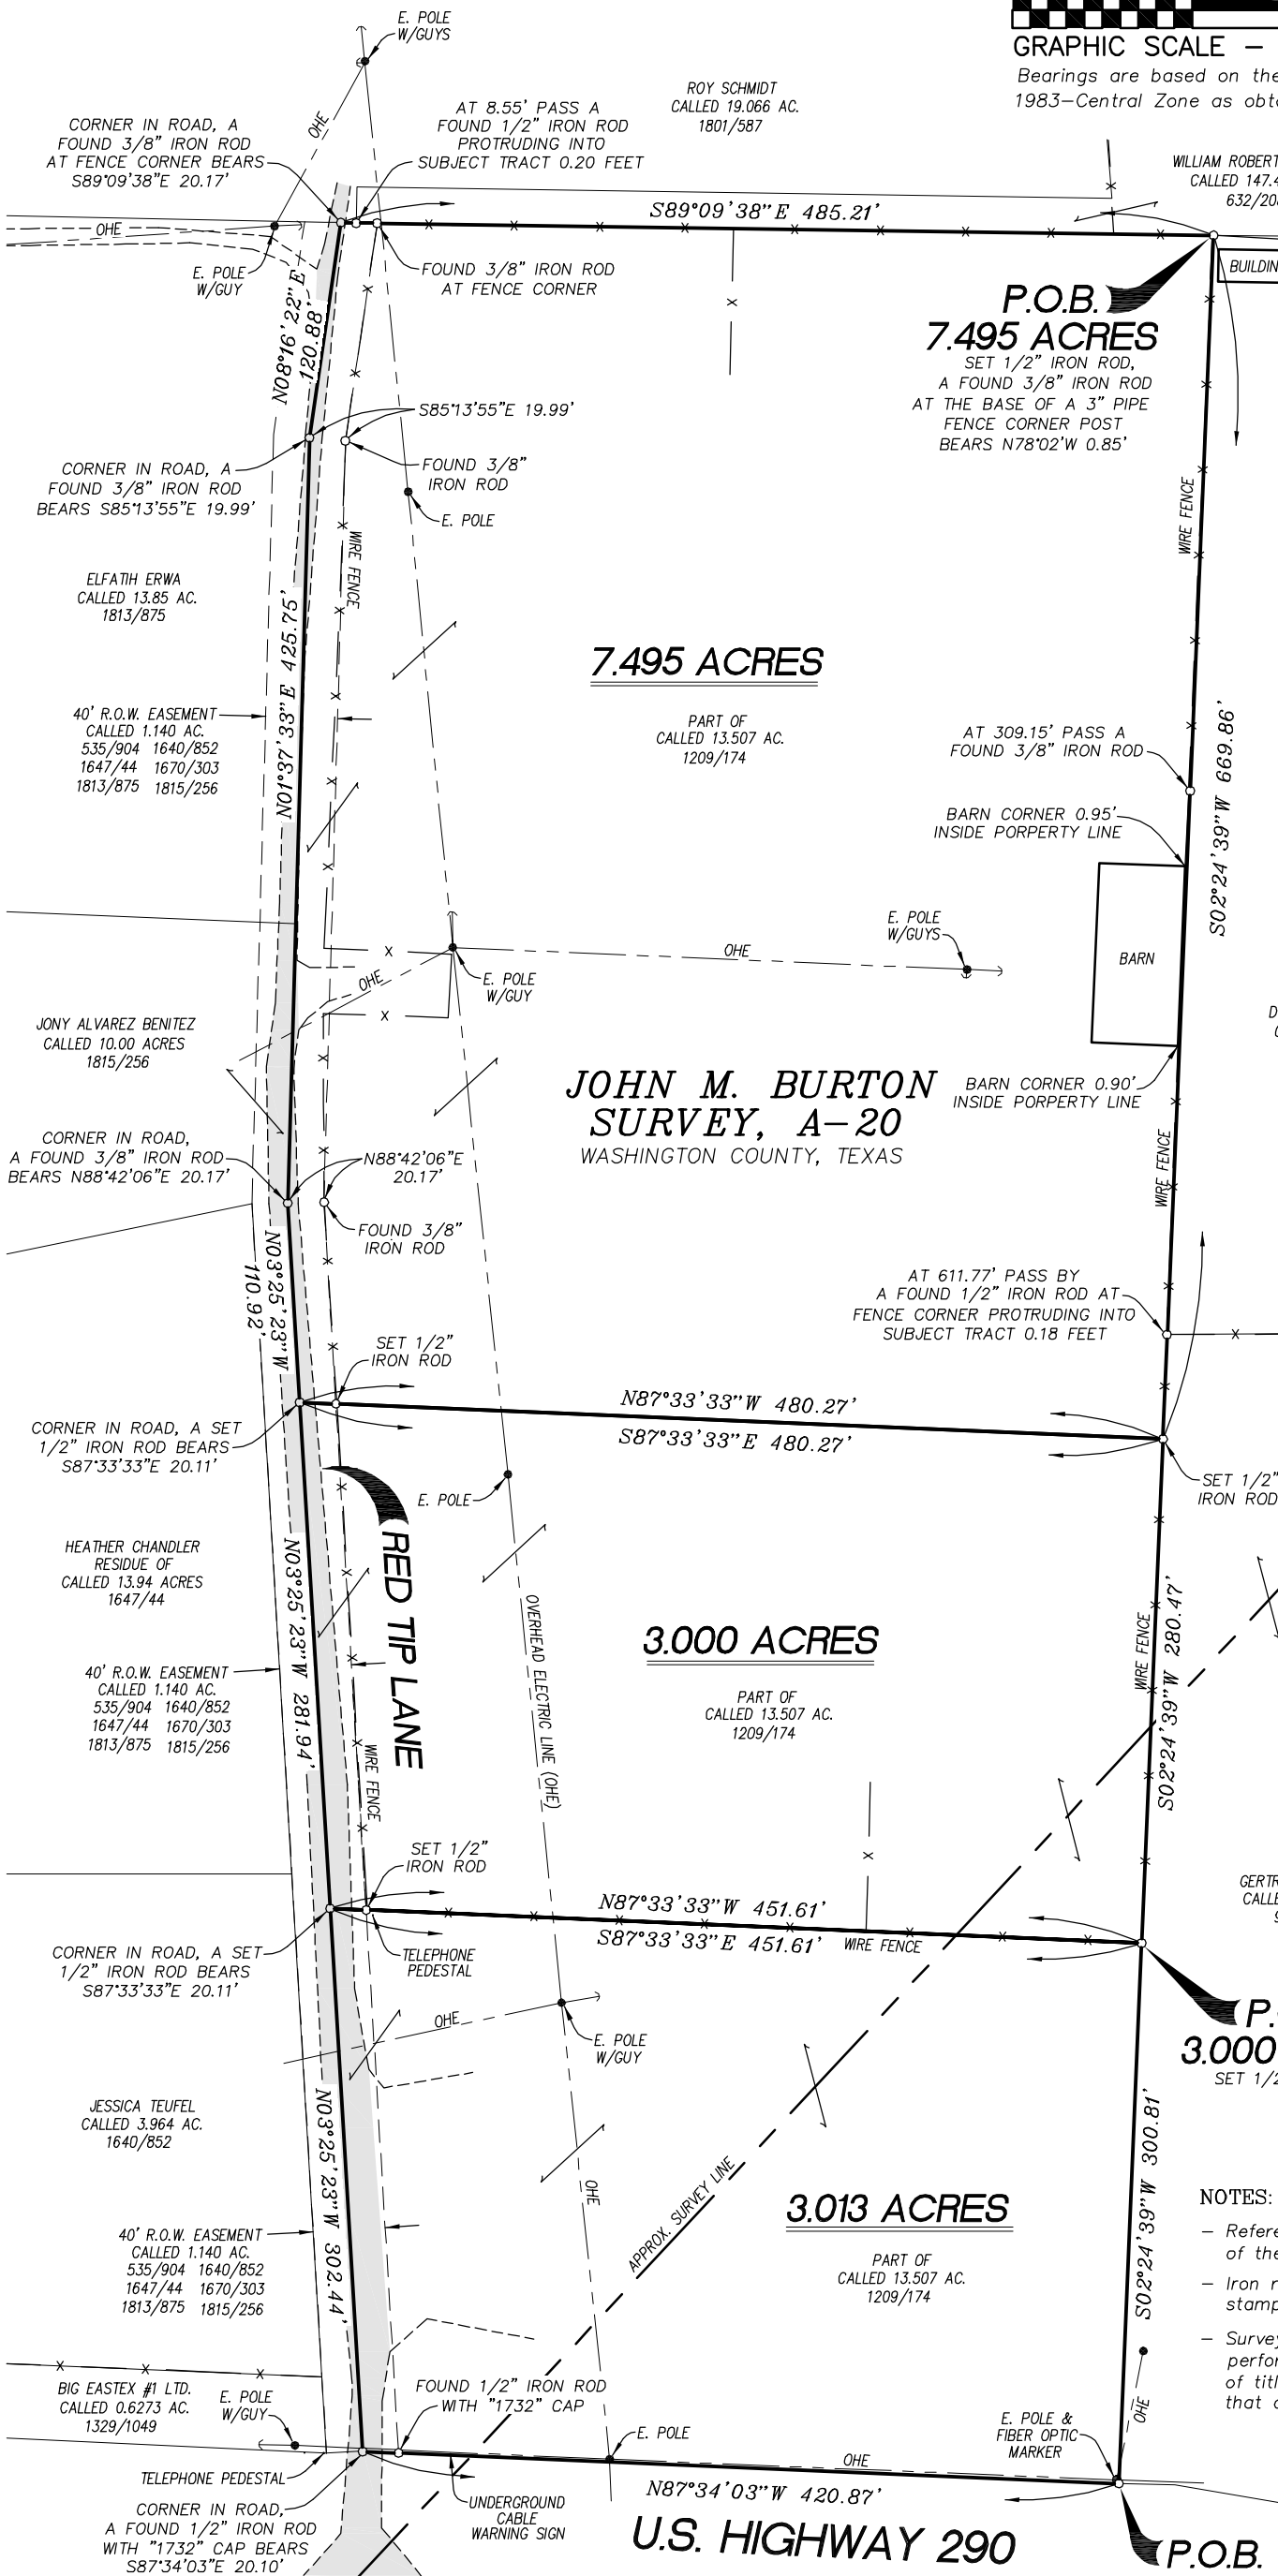 E. POLE
W/GUYS
GRAPHIC SCALE –
Bearings are based on the
1983–Central Zone as obt
ROY SCHMIDT
CALLED 19.066 AC.
1801/587
AT 8.55' PASS A
FOUND 1/2" IRON ROD
PROTRUDING INTO
SUBJECT TRACT 0.20 FEET
CORNER IN ROAD, A
FOUND 3/8" IRON ROD
AT FENCE CORNER BEARS
S89°09'38"E 20.17'
OHE
WILLIAM ROBERT
CALLED 147.4
632/20
S89°09'38"E 485.21'
OHE
E. POLE
W/GUY
FOUND 3/8" IRON ROD
AT FENCE CORNER
BUILDIN
P.O.B.
7.495 ACRES
SET 1/2" IRON ROD,
A FOUND 3/8" IRON ROD
AT THE BASE OF A 3" PIPE
FENCE CORNER POST
BEARS N78°02'W 0.85'
N08°16'22"E
120.88'
S85°13'55"E 19.99'
CORNER IN ROAD, A
FOUND 3/8" IRON ROD
BEARS S85°13'55"E 19.99'
FOUND 3/8"
IRON ROD
E. POLE
WIRE FENCE
WIRE FENCE
ELFATIH ERWA
CALLED 13.85 AC.
1813/875
N01°37'33"E 425.75'
7.495 ACRES
PART OF
CALLED 13.507 AC.
1209/174
40' R.O.W. EASEMENT
CALLED 1.140 AC.
535/904 1640/852
1647/44 1670/303
1813/875 1815/256
AT 309.15' PASS A
FOUND 3/8" IRON ROD
S02°24'39"W 669.86'
BARN CORNER 0.95'
INSIDE PORPERTY LINE
E. POLE
W/GUYS
OHE
BARN
OHE
E. POLE
W/GUY
JONY ALVAREZ BENITEZ
CALLED 10.00 ACRES
1815/256
JOHN M. BURTON
SURVEY, A–20
WASHINGTON COUNTY, TEXAS
BARN CORNER 0.90'
INSIDE PORPERTY LINE
CORNER IN ROAD,
A FOUND 3/8" IRON ROD
BEARS N88°42'06"E 20.17'
N88°42'06"E
20.17'
WIRE FENCE
FOUND 3/8"
IRON ROD
N03°25'23"W
110.92'
AT 611.77' PASS BY
A FOUND 1/2" IRON ROD AT
FENCE CORNER PROTRUDING INTO
SUBJECT TRACT 0.18 FEET
SET 1/2"
IRON ROD
N87°33'33"W 480.27'
S87°33'33"E 480.27'
CORNER IN ROAD, A SET
1/2" IRON ROD BEARS
S87°33'33"E 20.11'
SET 1/2"
IRON ROD
E. POLE
RED TIP LANE
HEATHER CHANDLER
RESIDUE OF
CALLED 13.94 ACRES
1647/44
N03°25'23"W 281.94'
OVERHEAD ELECTRIC LINE (OHE)
3.000 ACRES
PART OF
CALLED 13.507 AC.
1209/174
WIRE FENCE
S02°24'39"W 280.47'
40' R.O.W. EASEMENT
CALLED 1.140 AC.
535/904 1640/852
1647/44 1670/303
1813/875 1815/256
WIRE FENCE
SET 1/2"
IRON ROD
N87°33'33"W 451.61'
S87°33'33"E 451.61'
WIRE FENCE
GERTR
CALLE
9
CORNER IN ROAD, A SET
1/2" IRON ROD BEARS
S87°33'33"E 20.11'
TELEPHONE
PEDESTAL
OHE
E. POLE
W/GUY
P.
3.000
SET 1/2
JESSICA TEUFEL
CALLED 3.964 AC.
1640/852
N03°25'23"W 302.44'
APPROX. SURVEY LINE
OHE
S02°24'39"W 300.81'
3.013 ACRES
PART OF
CALLED 13.507 AC.
1209/174
NOTES:
– Refere
of the
– Iron r
stamp
– Survey
perfor
of titl
that
40' R.O.W. EASEMENT
CALLED 1.140 AC.
535/904 1640/852
1647/44 1670/303
1813/875 1815/256
BIG EASTEX #1 LTD.
CALLED 0.6273 AC.
1329/1049
E. POLE
W/GUY
FOUND 1/2" IRON ROD
WITH "1732" CAP
E. POLE
OHE
E. POLE &
FIBER OPTIC
MARKER
OHE
TELEPHONE PEDESTAL
N87°34'03"W 420.87'
CORNER IN ROAD,
A FOUND 1/2" IRON ROD
WITH "1732" CAP BEARS
S87°34'03"E 20.10'
UNDERGROUND
CABLE
WARNING SIGN
U.S. HIGHWAY 290
P.O.B.